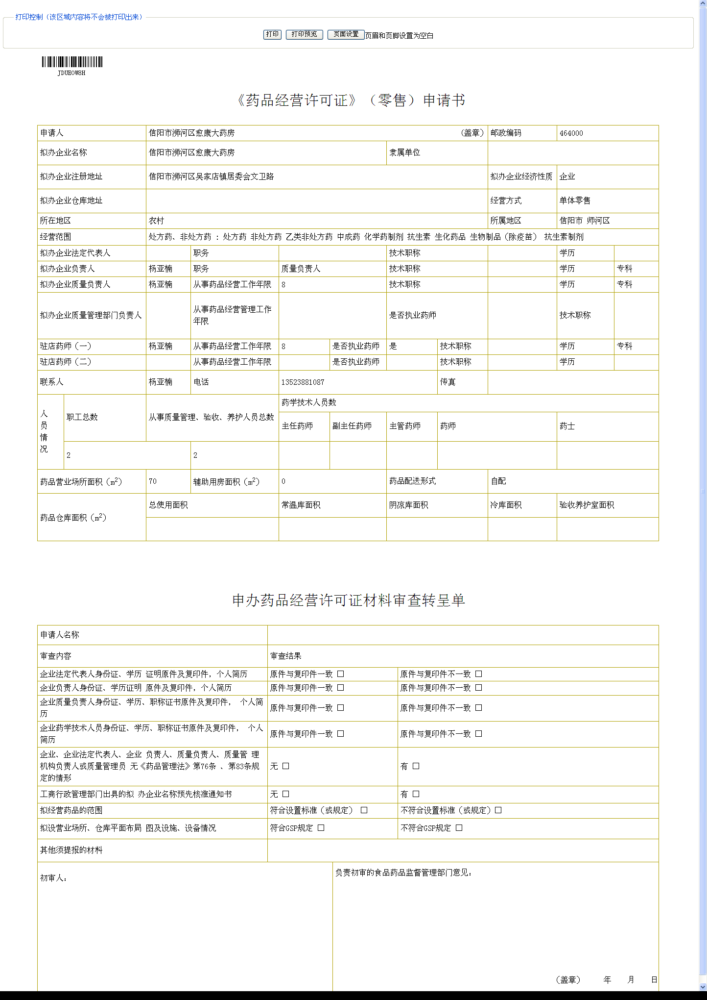 打印控制（该区域内容将不会被打印出来）
打印 打印预览 页面设置 页眉和页脚设置为空白
JDUEOW8H
《药品经营许可证》（零售）申请书
申请人 信阳市浉河区愈康大药房 （盖章） 邮政编码 464000
拟办企业名称 信阳市浉河区愈康大药房 隶属单位
拟办企业注册地址 信阳市浉河区吴家店镇居委会文卫路 拟办企业经济性质 企业
拟办企业仓库地址 经营方式 单体零售
所在地区 农村 所属地区 信阳市 师河区
经营范围 处方药、非处方药 : 处方药 非处方药 乙类非处方药 中成药 化学药制剂 抗生素 生化药品 生物制品（除疫苗） 抗生素制剂
拟办企业法定代表人 职务 技术职称 学历
拟办企业负责人 杨亚楠 职务 质量负责人 技术职称 学历 专科
拟办企业质量负责人 杨亚楠 从事药品经营工作年限 8 技术职称 学历 专科
拟办企业质量管理部门负责人 从事药品经营管理工作 是否执业药师 技术职称
年限
驻店药师（一） 杨亚楠 从事药品经营工作年限 8 是否执业药师 是 技术职称 学历 专科
驻店药师（二） 从事药品经营工作年限 是否执业药师 技术职称 学历
联系人 杨亚楠 电话 13523881087 传真
人员情况 职工总数 从事质量管理、验收、养护人员总数 药学技术人员数
主任药师 副主任药师 主管药师 药师 药士
2 2
药品营业场所面积（m²） 70 辅助用房面积（m²） 0 药品配送形式 自配
药品仓库面积（m²） 总使用面积 常温库面积 阴凉库面积 冷库面积 验收养护室面积
申办药品经营许可证材料审查转呈单
申请人名称
审查内容 审查结果
企业法定代表人身份证、学历 证明原件及复印件，个人简历 原件与复印件一致 □ 原件与复印件不一致 □
企业负责人身份证、学历证明 原件及复印件，个人简历 原件与复印件一致 □ 原件与复印件不一致 □
企业质量负责人身份证、学历、职称证书原件及复印件， 个人简
历 原件与复印件一致 □ 原件与复印件不一致 □
企业药学技术人员身份证、学历、职称证书原件及复印件， 个人
简历 原件与复印件一致 □ 原件与复印件不一致 □
企业、企业法定代表人、企业 负责人、质量负责人、质量管 理
机构负责人或质量管理员 无《药品管理法》第76条 、第83条规 无 □ 有 □
定的情形
工商行政管理部门出具的拟 办企业名称预先核准通知书 无 □ 有 □
拟经营药品的范围 符合设置标准（或规定） □ 不符合设置标准（或规定）□
拟设营业场所、仓库平面布局 图及设施、设备情况 符合GSP规定 □ 不符合GSP规定 □
其他须提报的材料
初审人： 负责初审的食品药品监督管理部门意见：
（盖章） 年 月 日